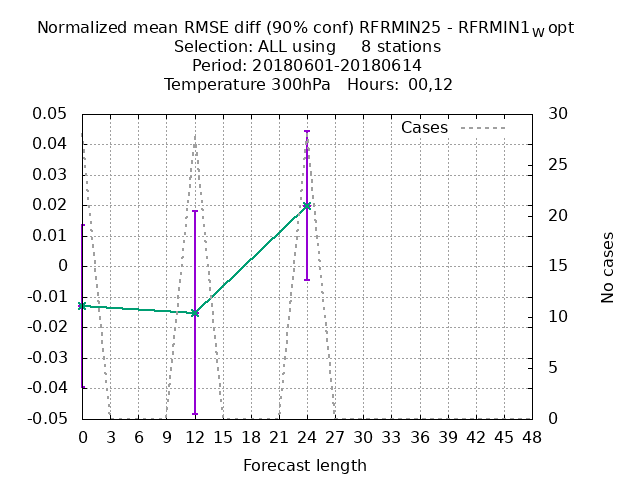 Normalized mean RMSE diff (90% conf) RFRMIN25 - RFRMIN1_W opt
Selection: ALL using     8 stations
Period: 20180601-20180614
Temperature 300hPa   Hours: 00,12
Cases
0.05
0.04
0.03
0.02
0.01
0
-0.01
-0.02
-0.03
-0.04
-0.05
30
25
20
15
10
5
0
No cases
0 3 6 9 12 15 18 21 24 27 30 33 36 39 42 45 48
Forecast length